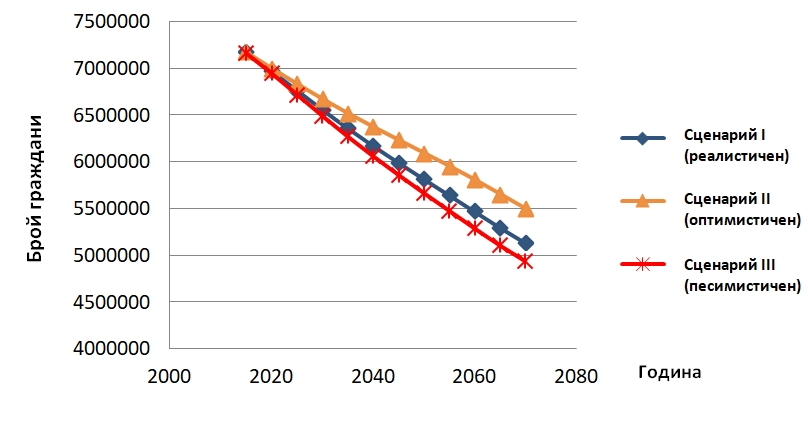 7500000
7000000
6500000
6000000
5500000
5000000
4500000
4000000
Брой граждани
2000
2020
2040
2060
2080
Година
Сценарий I
(реалистичен)
Сценарий II
(оптимистичен)
Сценарий III
(песимистичен)